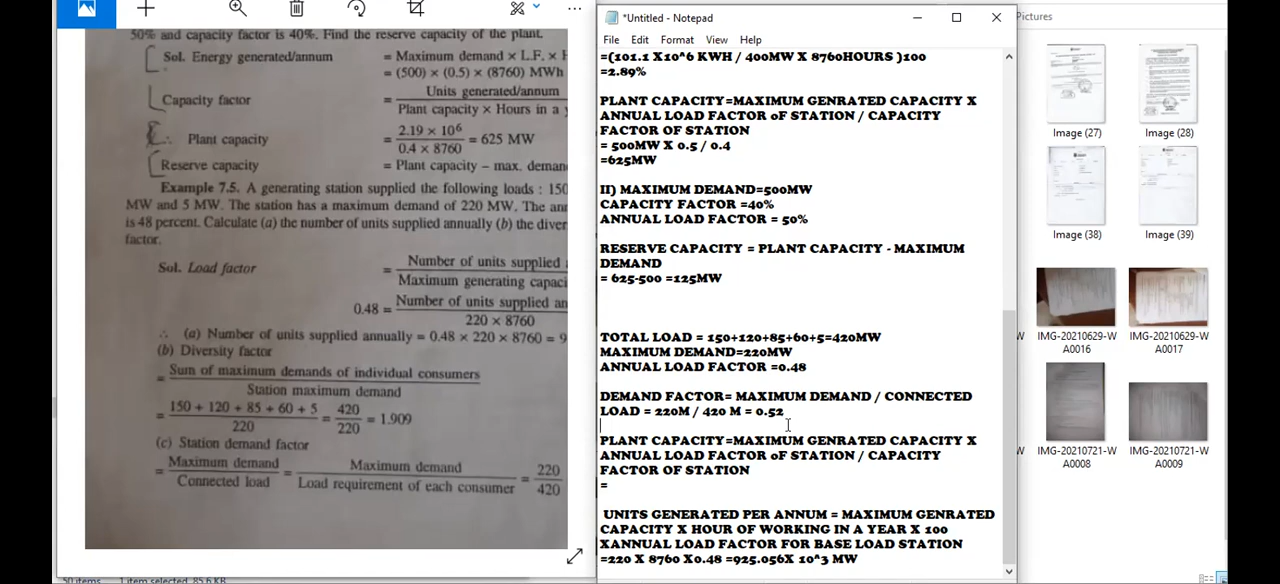 50% and capacity factor is 40%. Find the reserve capacity of the plant.
Sol. Energy generated/annum = Maximum demand × L.F. × H
= (500) × (0.5) × (8760) MWh
Capacity factor = Units generated/annum
Plant capacity × Hours in a y
∴ Plant capacity = 2.19 × 10⁶ / 0.4 × 8760 = 625 MW
Reserve capacity = Plant capacity – max. deman
Example 7.5. A generating station supplied the following loads : 150
MW and 5 MW. The station has a maximum demand of 220 MW. The ann
is 48 percent. Calculate (a) the number of units supplied annually (b) the diver
factor.
Sol. Load factor = Number of units supplied
Maximum generating capaci
0.48 = Number of units supplied an
220 × 8760
∴ (a) Number of units supplied annually = 0.48 × 220 × 8760 = 9
(b) Diversity factor
= Sum of maximum demands of individual consumers
Station maximum demand
= 150 + 120 + 85 + 60 + 5 / 220 = 420 / 220 = 1.909
(c) Station demand factor
= Maximum demand / Connected load = Maximum demand / Load requirement of each consumer = 220 / 420
50 items 1 item selected 85.6 KB
*Untitled - Notepad
File Edit Format View Help
=(101.1 X10^6 KWH / 400MW X 8760HOURS )100
=2.89%
PLANT CAPACITY=MAXIMUM GENRATED CAPACITY X
ANNUAL LOAD FACTOR oF STATION / CAPACITY
FACTOR OF STATION
= 500MW X 0.5 / 0.4
=625MW
II) MAXIMUM DEMAND=500MW
CAPACITY FACTOR =40%
ANNUAL LOAD FACTOR = 50%
RESERVE CAPACITY = PLANT CAPACITY - MAXIMUM
DEMAND
= 625-500 =125MW
TOTAL LOAD = 150+120+85+60+5=420MW
MAXIMUM DEMAND=220MW
ANNUAL LOAD FACTOR =0.48
DEMAND FACTOR= MAXIMUM DEMAND / CONNECTED
LOAD = 220M / 420 M = 0.52
PLANT CAPACITY=MAXIMUM GENRATED CAPACITY X
ANNUAL LOAD FACTOR oF STATION / CAPACITY
FACTOR OF STATION
=
UNITS GENERATED PER ANNUM = MAXIMUM GENRATED
CAPACITY X HOUR OF WORKING IN A YEAR X 100
XANNUAL LOAD FACTOR FOR BASE LOAD STATION
=220 X 8760 X0.48 =925.056X 10^3 MW
Pictures
Image (27)
Image (28)
Image (38)
Image (39)
W
IMG-20210629-W
A0016
IMG-20210629-W
A0017
W
IMG-20210721-W
A0008
IMG-20210721-W
A0009